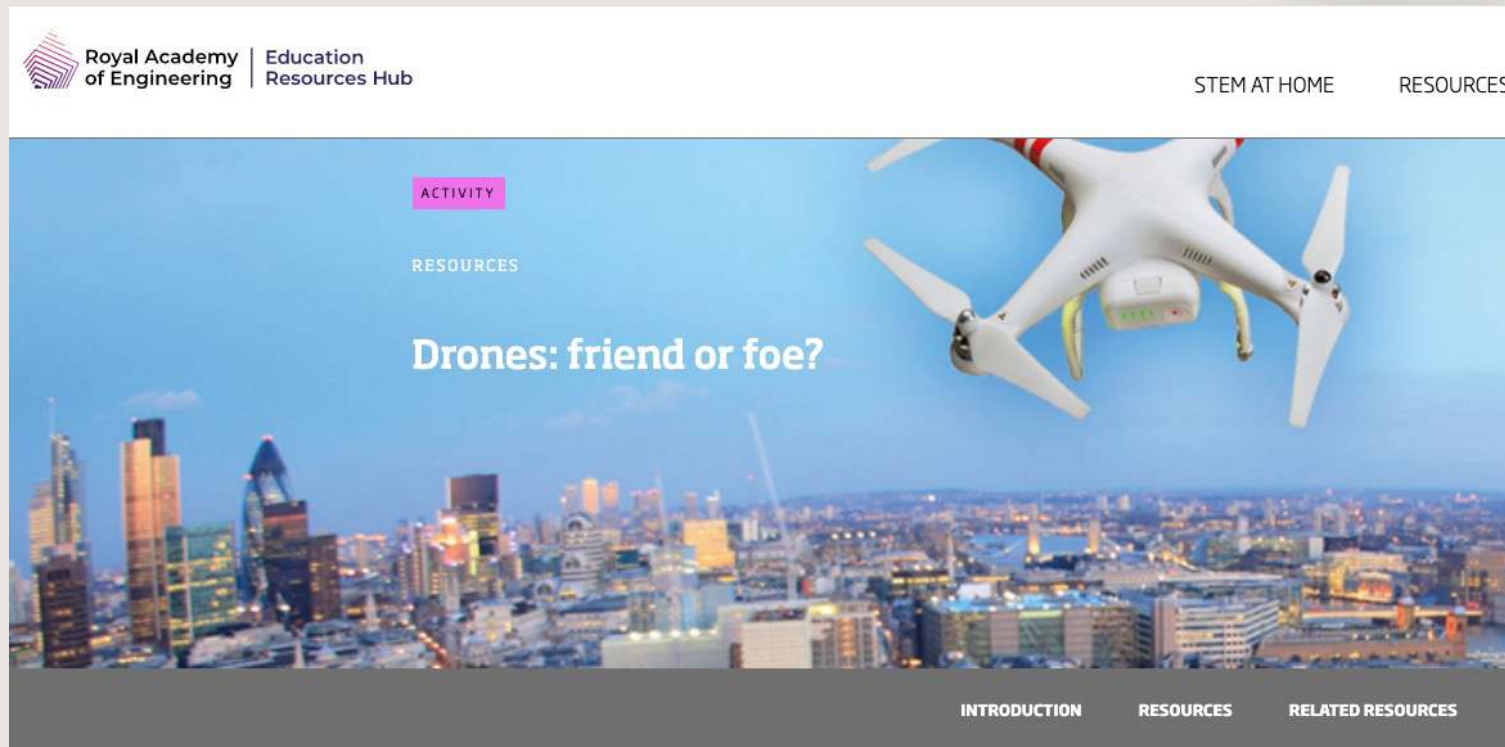 Royal Academy
of Engineering
Education
Resources Hub
STEM AT HOME
RESOURCES
ACTIVITY
RESOURCES
Drones: friend or foe?
INTRODUCTION
RESOURCES
RELATED RESOURCES